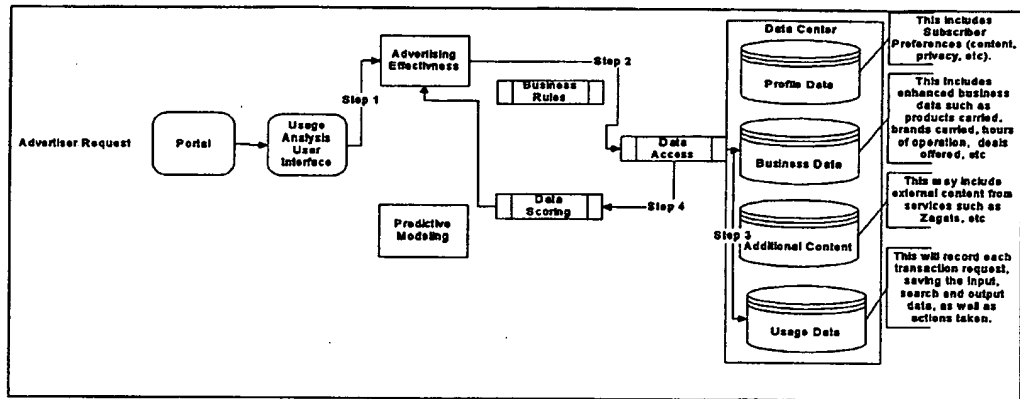 Advertiser Request
Portal
Usage
Analysis
User
Interface
Step 1
Advertising
Effectivness
Step 2
Business
Rules
Data
Access
Step 4
Data
Scoring
Predictive
Modeling
Data Center
Profile Data
Business Data
Step 3
Additional Content
Usage Data
This includes
Subscriber
Preferences (content,
privacy, etc).
This includes
enhanced business
data such as
products carried,
brands carried, hours
of operation, deals
offered, etc
This may include
external content from
services such as
Zagats, etc
This will record each
transaction request,
saving the input,
search and output
data, as well as
actions taken.